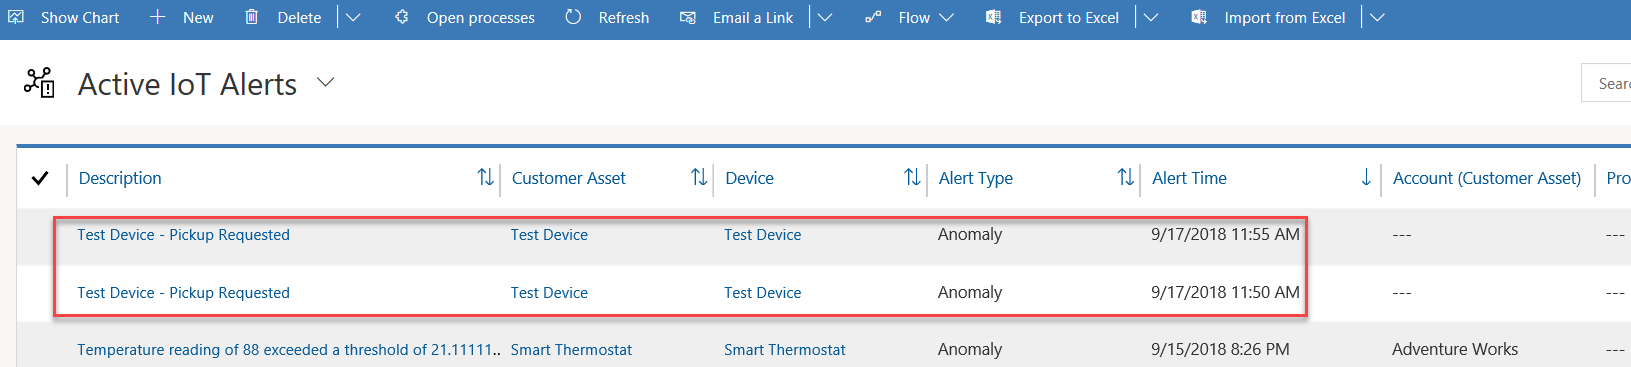 Show Chart New Delete Open processes Refresh Email a Link Flow Export to Excel Import from Excel
Active IoT Alerts
Sear
Description Customer Asset Device Alert Type Alert Time Account (Customer Asset) Pro
Test Device - Pickup Requested Test Device Test Device Anomaly 9/17/2018 11:55 AM --- ---
Test Device - Pickup Requested Test Device Test Device Anomaly 9/17/2018 11:50 AM --- ---
Temperature reading of 88 exceeded a threshold of 21.11111.. Smart Thermostat Smart Thermostat Anomaly 9/15/2018 8:26 PM Adventure Works ---